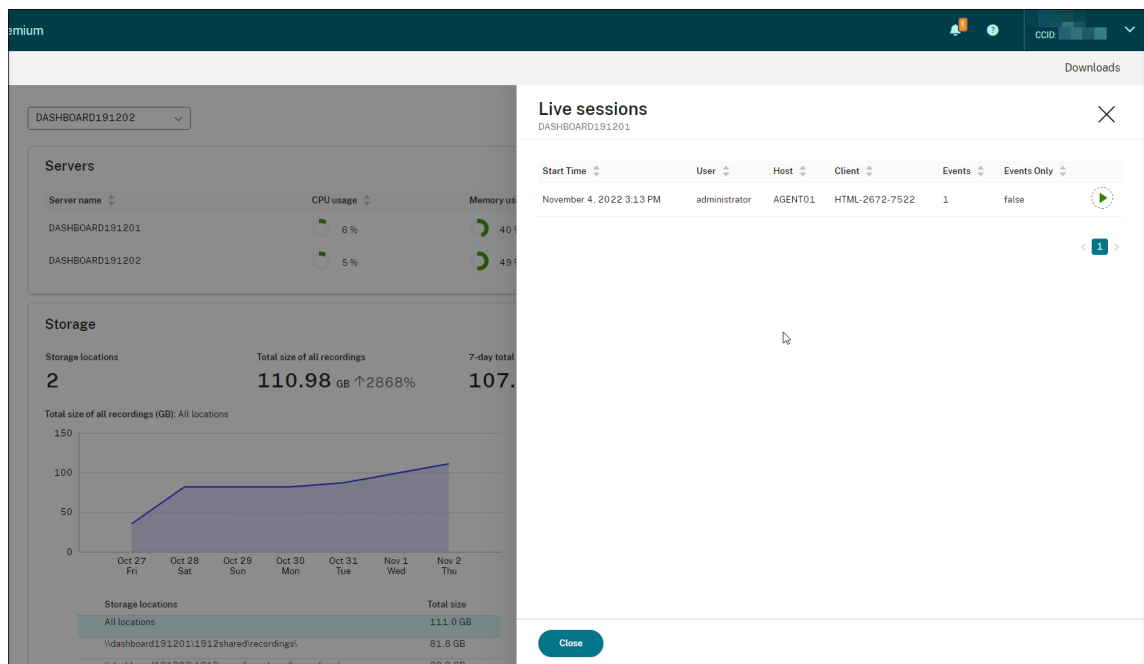 emium
! ? CCID:
Downloads
DASHBOARD191202
Servers
Server name CPU usage Memory us
DASHBOARD191201 6 % 40 %
DASHBOARD191202 5 % 49 %
Storage
Storage locations Total size of all recordings 7-day total
2 110.98 GB ↑2868% 107.
Total size of all recordings (GB): All locations
150
100
50
0
Oct 27 Oct 28 Oct 29 Oct 30 Oct 31 Nov 1 Nov 2
Fri Sat Sun Mon Tue Wed Thu
Storage locations Total size
All locations 111.0 GB
\\dashboard191201\1912shared\recordings\ 81.8 GB
Live sessions
DASHBOARD191201
Start Time User Host Client Events Events Only
November 4, 2022 3:13 PM administrator AGENT01 HTML-2672-7522 1 false
< 1 >
Close